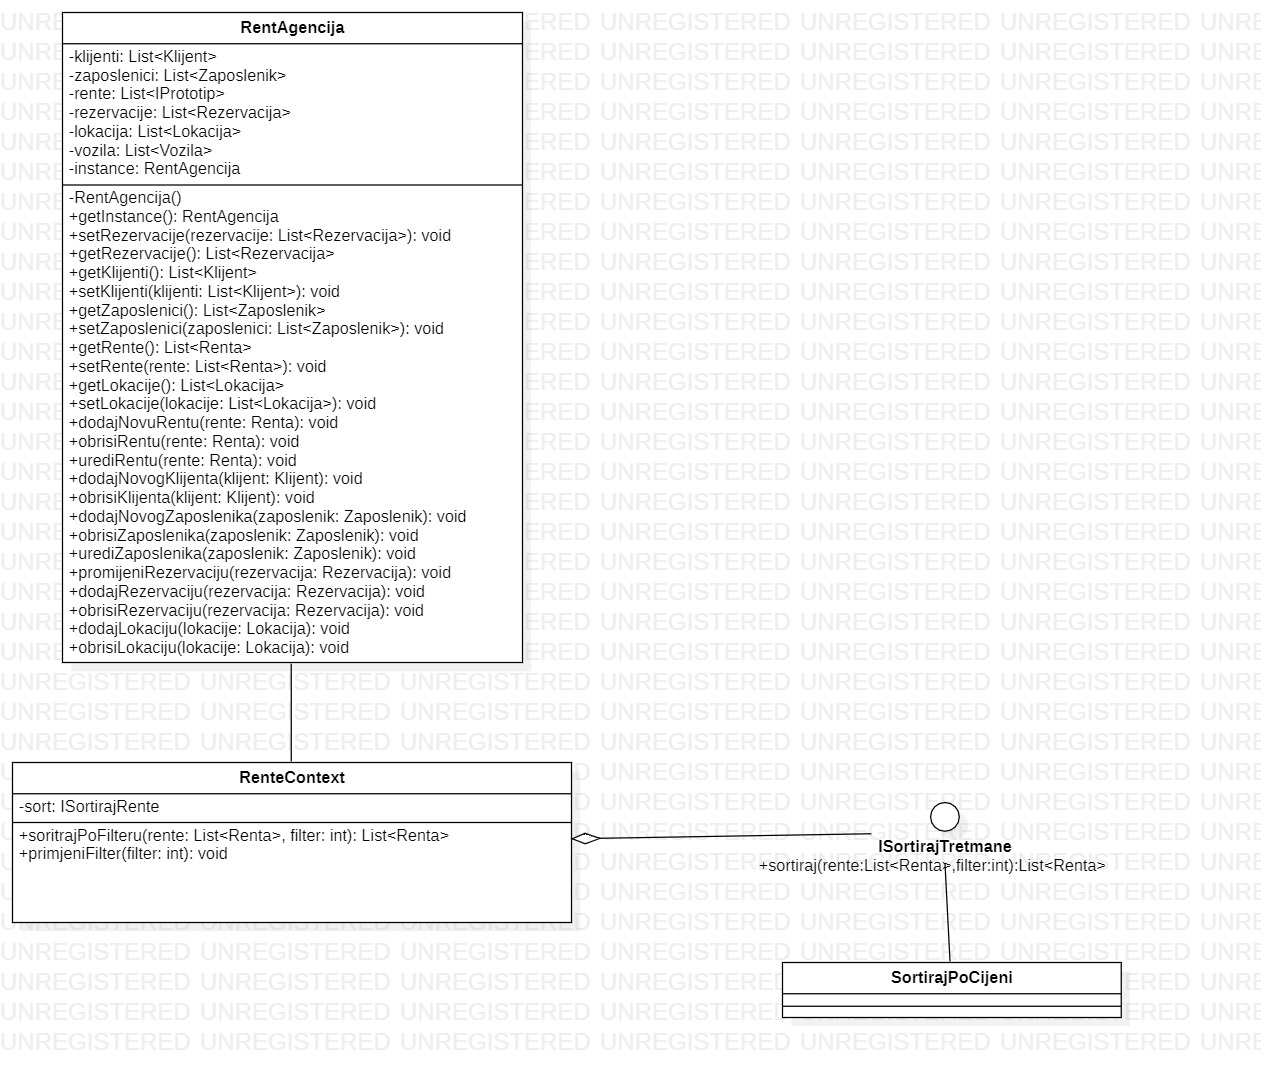 RentAgencija
-klijenti: List<Klijent>
-zaposlenici: List<Zaposlenik>
-rente: List<IPrototip>
-rezervacije: List<Rezervacija>
-lokacija: List<Lokacija>
-vozila: List<Vozila>
-instance: RentAgencija
-RentAgencija()
+getInstance(): RentAgencija
+setRezervacije(rezervacije: List<Rezervacija>): void
+getRezervacije(): List<Rezervacija>
+getKlijenti(): List<Klijent>
+setKlijenti(klijenti: List<Klijent>): void
+getZaposlenici(): List<Zaposlenik>
+setZaposlenici(zaposlenici: List<Zaposlenik>): void
+getRente(): List<Renta>
+setRente(rente: List<Renta>): void
+getLokacije(): List<Lokacija>
+setLokacije(lokacije: List<Lokacija>): void
+dodajNovuRentu(rente: Renta): void
+obrisiRentu(rente: Renta): void
+urediRentu(rente: Renta): void
+dodajNovogKlijenta(klijent: Klijent): void
+obrisiKlijenta(klijent: Klijent): void
+dodajNovogZaposlenika(zaposlenik: Zaposlenik): void
+obrisiZaposlenika(zaposlenik: Zaposlenik): void
+urediZaposlenika(zaposlenik: Zaposlenik): void
+promijeniRezervaciju(rezervacija: Rezervacija): void
+dodajRezervaciju(rezervacija: Rezervacija): void
+obrisiRezervaciju(rezervacija: Rezervacija): void
+dodajLokaciju(lokacije: Lokacija): void
+obrisiLokaciju(lokacije: Lokacija): void
RenteContext
-sort: ISortirajRente
+soritrajPoFilteru(rente: List<Renta>, filter: int): List<Renta>
+primjeniFilter(filter: int): void
ISortirajTretmane
+sortiraj(rente:List<Renta>,filter:int):List<Renta>
SortirajPoCijeni